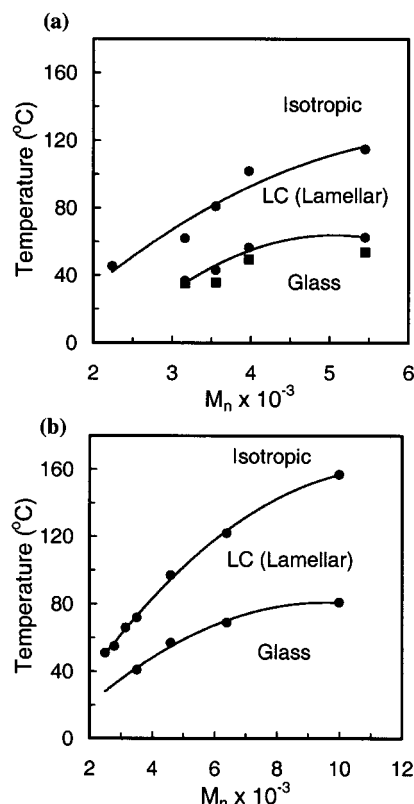 (a)
160
120
80
40
0
Temperature (°C)
Isotropic
LC (Lamellar)
Glass
2 3 4 5 6
Mn x 10-3
(b)
160
120
80
40
0
Temperature (°C)
Isotropic
LC (Lamellar)
Glass
2 4 6 8 10 12
Mn x 10-3